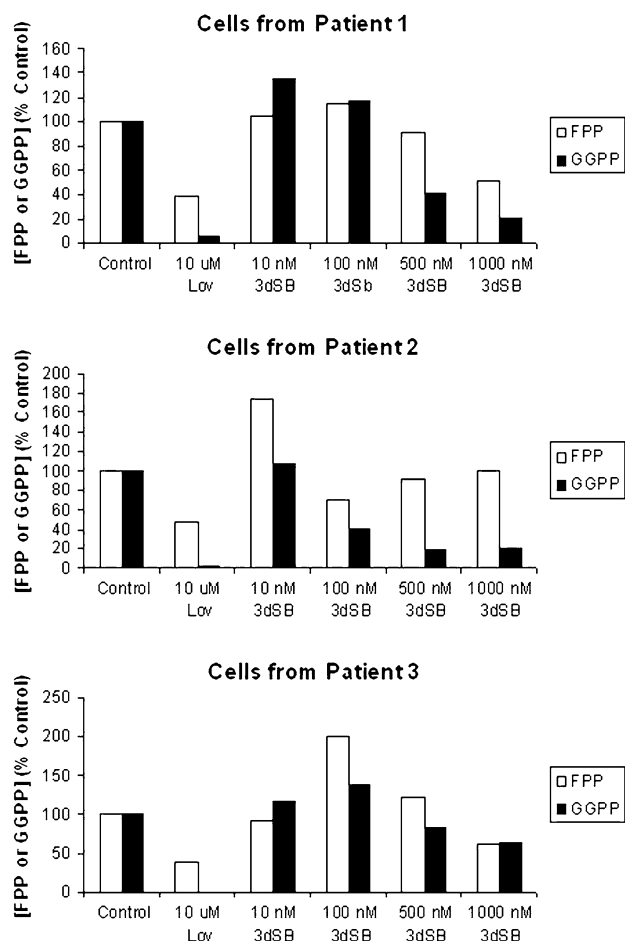 Cells from Patient 1
[FPP or GGPP] (% Control)
160
140
120
100
80
60
40
20
0
Control
10 uM
Lov
10 nM
3dSB
100 nM
3dSb
500 nM
3dSB
1000 nM
3dSB
FPP
GGPP
Cells from Patient 2
[FPP or GGPP] (% Control)
200
180
160
140
120
100
80
60
40
20
0
Control
10 uM
Lov
10 nM
3dSB
100 nM
3dSB
500 nM
3dSB
1000 nM
3dSB
FPP
GGPP
Cells from Patient 3
[FPP or GGPP] (% Control)
250
200
150
100
50
0
Control
10 uM
Lov
10 nM
3dSB
100 nM
3dSB
500 nM
3dSB
1000 nM
3dSB
FPP
GGPP